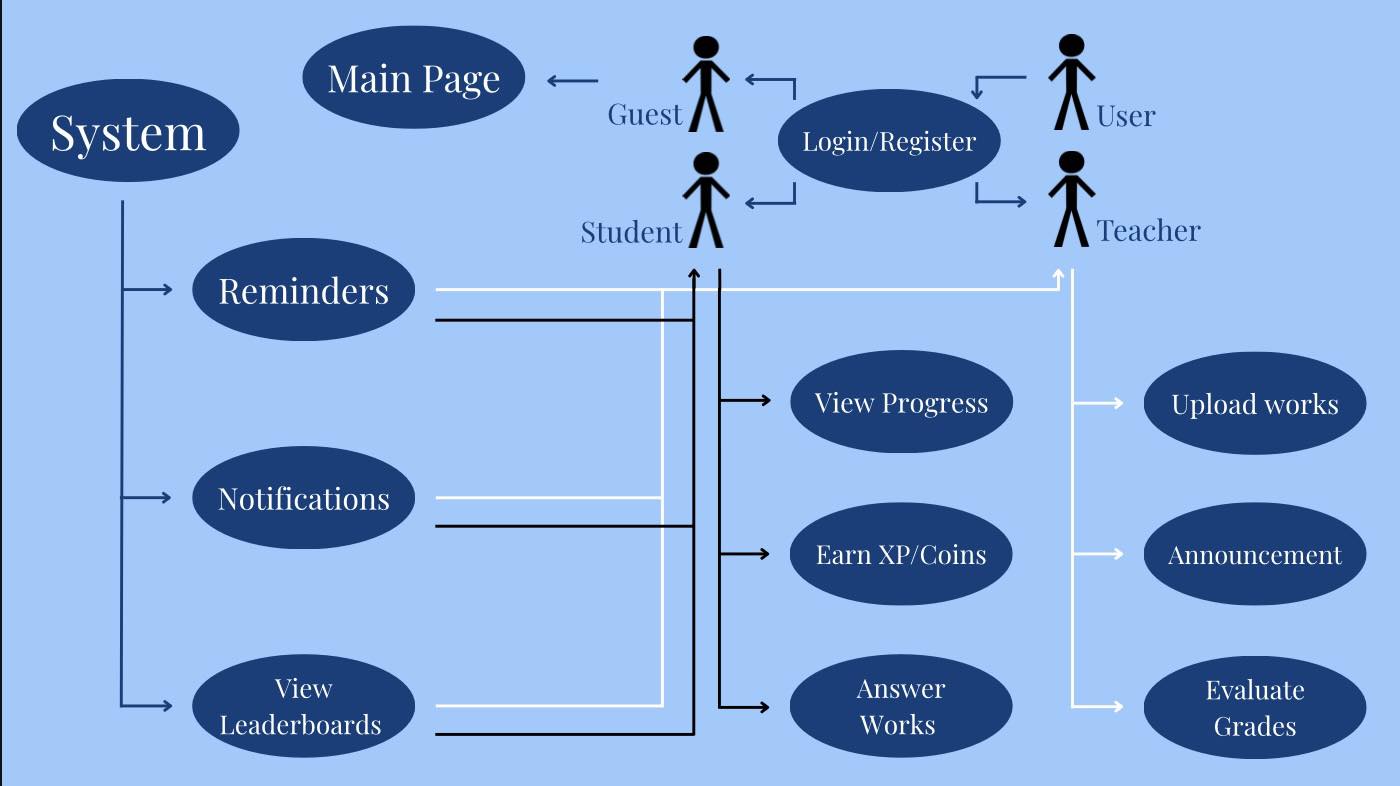 Main Page
System
Guest
Login/Register
User
Student
Teacher
Reminders
View Progress
Upload works
Notifications
Earn XP/Coins
Announcement
View
Leaderboards
Answer
Works
Evaluate
Grades